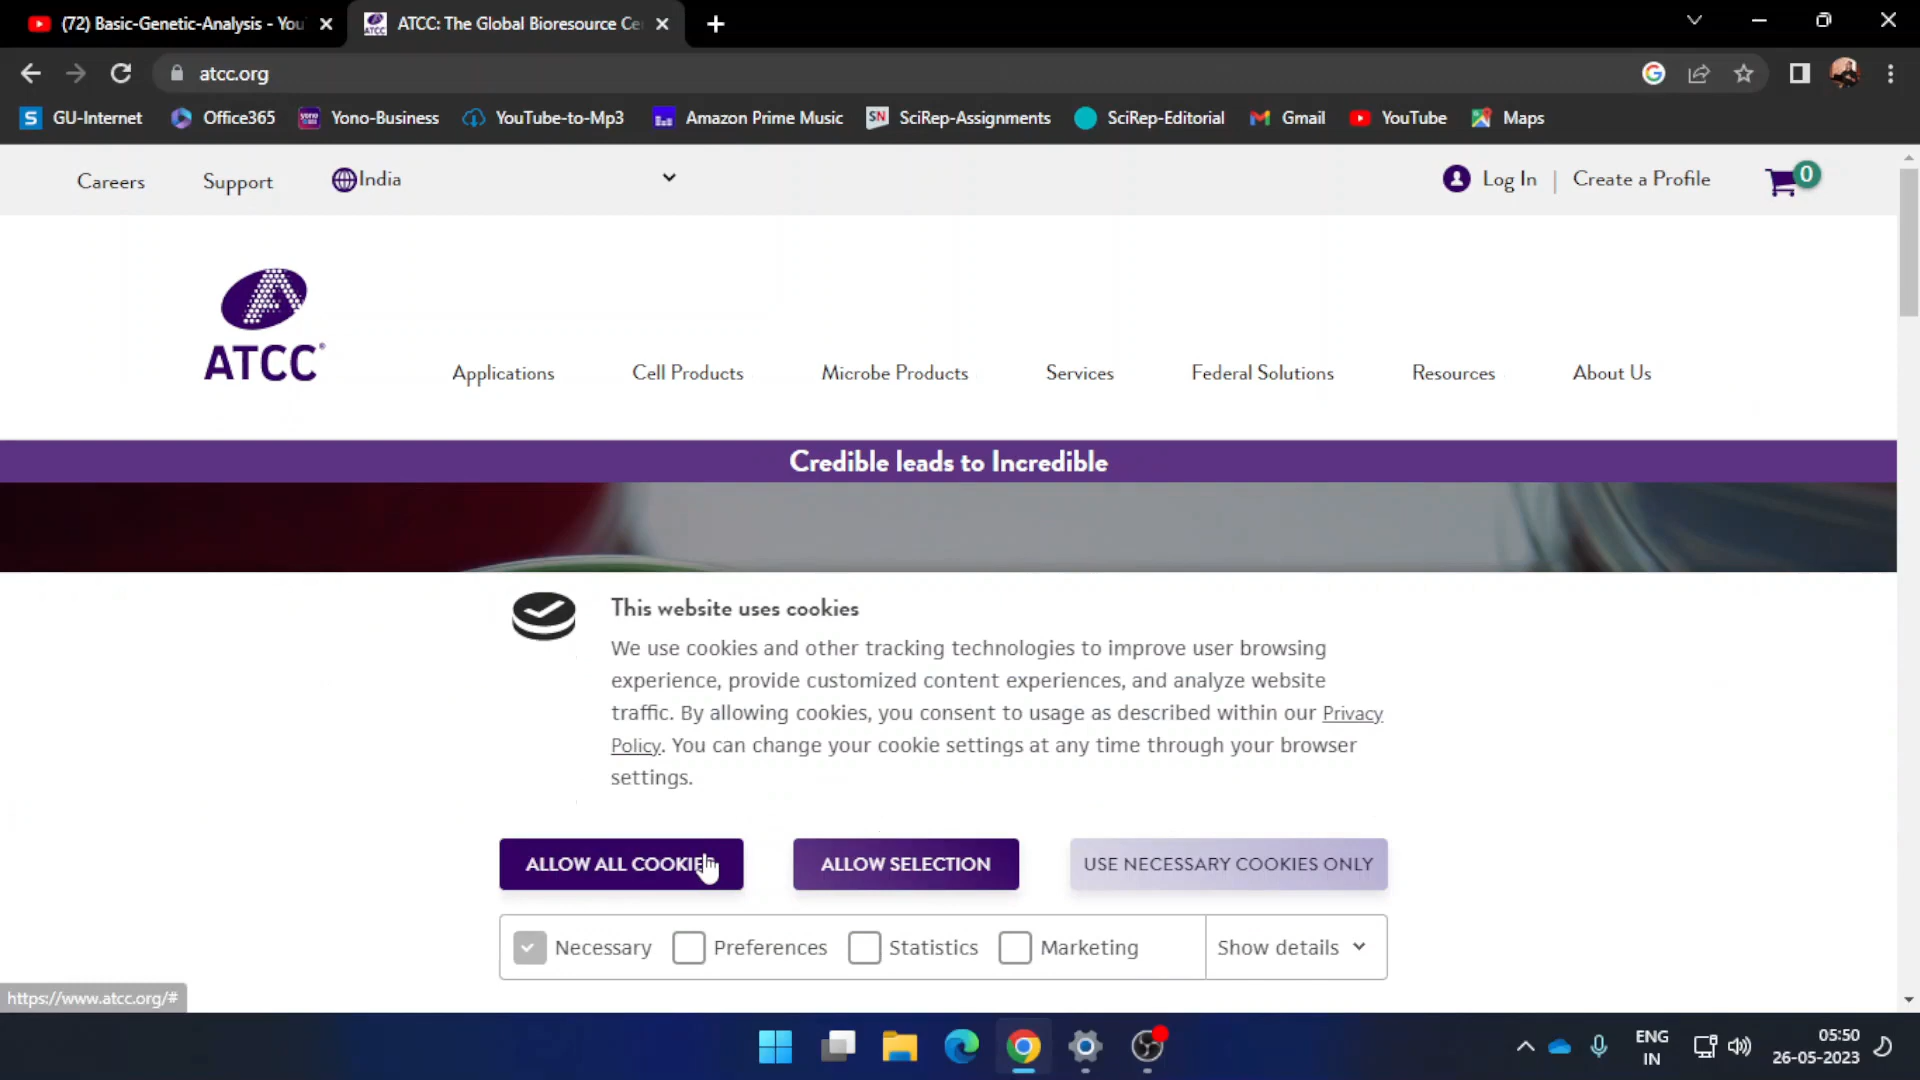 (72) Basic-Genetic-Analysis - You
ATCC: The Global Bioresource Ce
atcc.org
GU-Internet
Office365
Yono-Business
YouTube-to-Mp3
Amazon Prime Music
SciRep-Assignments
SciRep-Editorial
Gmail
YouTube
Maps
Careers
Support
India
Log In | Create a Profile
0
ATCC®
Applications
Cell Products
Microbe Products
Services
Federal Solutions
Resources
About Us
Credible leads to Incredible
This website uses cookies
We use cookies and other tracking technologies to improve user browsing
experience, provide customized content experiences, and analyze website
traffic. By allowing cookies, you consent to usage as described within our Privacy
Policy. You can change your cookie settings at any time through your browser
settings.
ALLOW ALL COOKIES
ALLOW SELECTION
USE NECESSARY COOKIES ONLY
Necessary
Preferences
Statistics
Marketing
Show details
https://www.atcc.org/#
ENG
IN
05:50
26-05-2023